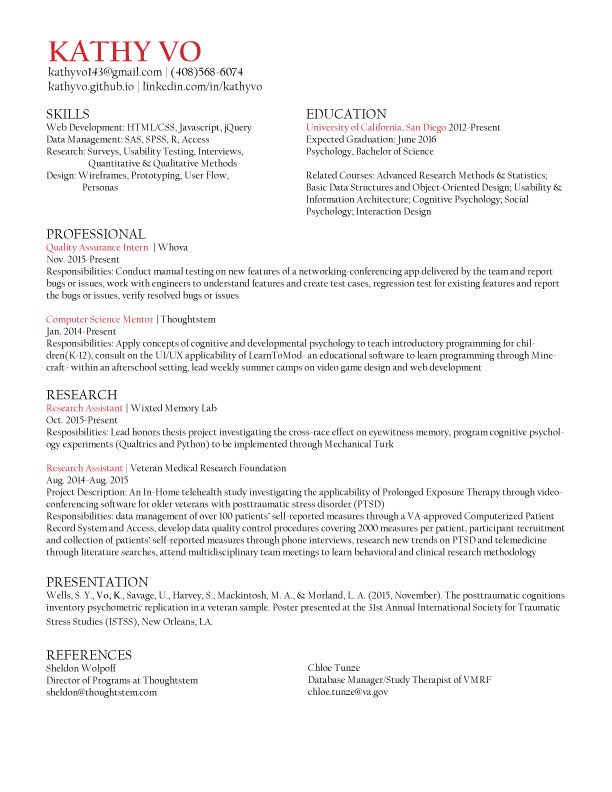 KATHY VO
kathyvo143@gmail.com | (408)568-6074
kathyvo.github.io | linkedin.com/in/kathyvo
SKILLS
Web Development: HTML/CSS, Javascript, jQuery
Data Management: SAS, SPSS, R, Access
Research: Surveys, Usability Testing, Interviews,
Quantitative & Qualitative Methods
Design: Wireframes, Prototyping, User Flow,
Personas
EDUCATION
University of California, San Diego 2012-Present
Expected Graduation: June 2016
Psychology, Bachelor of Science
Related Courses: Advanced Research Methods & Statistics;
Basic Data Structures and Object-Oriented Design; Usability &
Information Architecture; Cognitive Psychology; Social
Psychology; Interaction Design
PROFESSIONAL
Quality Assurance Intern | Whova
Nov. 2015-Present
Responsibilities: Conduct manual testing on new features of a networking-conferencing app delivered by the team and report
bugs or issues, work with engineers to understand features and create test cases, regression test for existing features and report
the bugs or issues, verify resolved bugs or issues
Computer Science Mentor | Thoughtstem
Jan. 2014-Present
Responsibilities: Apply concepts of cognitive and developmental psychology to teach introductory programming for chil-
dren(K-12), consult on the UI/UX applicability of LearnToMod- an educational software to learn programming through Mine-
craft- within an afterschool setting, lead weekly summer camps on video game design and web development
RESEARCH
Research Assistant | Wixted Memory Lab
Oct. 2015-Present
Resposibilities: Lead honors thesis project investigating the cross-race effect on eyewitness memory, program cognitive psychol-
ogy experiments (Qualtrics and Python) to be implemented through Mechanical Turk
Research Assistant | Veteran Medical Research Foundation
Aug. 2014-Aug. 2015
Project Description: An In-Home telehealth study investigating the applicability of Prolonged Exposure Therapy through video-
conferencing software for older veterans with posttraumatic stress disorder (PTSD)
Responsibilities: data management of over 100 patients' self-reported measures through a VA-approved Computerized Patient
Record System and Access, develop data quality control procedures covering 2000 measures per patient, participant recruitment
and collection of patients' self-reported measures through phone interviews, research new trends on PTSD and telemedicine
through literature searches, attend multidisciplinary team meetings to learn behavioral and clinical research methodology
PRESENTATION
Wells, S. Y., Vo, K., Savage, U., Harvey, S., Mackintosh, M. A., & Morland, L. A. (2015, November). The posttraumatic cognitions
inventory psychometric replication in a veteran sample. Poster presented at the 31st Annual International Society for Traumatic
Stress Studies (ISTSS), New Orleans, LA.
REFERENCES
Sheldon Wolpoff
Director of Programs at Thoughtstem
sheldon@thoughtstem.com
Chloe Tunze
Database Manager/Study Therapist of VMRF
chloe.tunze@va.gov